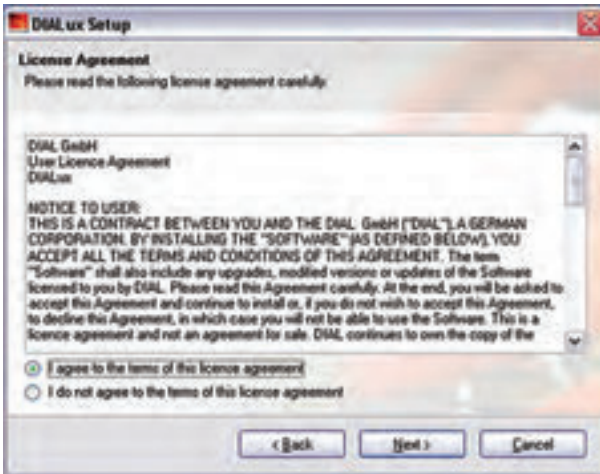 DIALux Setup
License Agreement
Please read the following license agreement carefully.
DIAL GmbH
User Licence Agreement
DIALux
NOTICE TO USER:
THIS IS A CONTRACT BETWEEN YOU AND THE DIAL GmbH ("DIAL"), A GERMAN
CORPORATION. BY INSTALLING THE "SOFTWARE" (AS DEFINED BELOW), YOU
ACCEPT ALL THE TERMS AND CONDITIONS OF THIS AGREEMENT. The term
"Software" shall also include any upgrades, modified versions or updates of the Software
licensed to you by DIAL. Please read this Agreement carefully. At the end, you will be asked to
accept this Agreement and continue to install or, if you do not wish to accept this Agreement,
to decline this Agreement, in which case you will not be able to use the Software. This is a
licence agreement and not an agreement for sale. DIAL continues to own the copy of the
I agree to the terms of this license agreement
I do not agree to the terms of this license agreement
< Back
Next >
Cancel